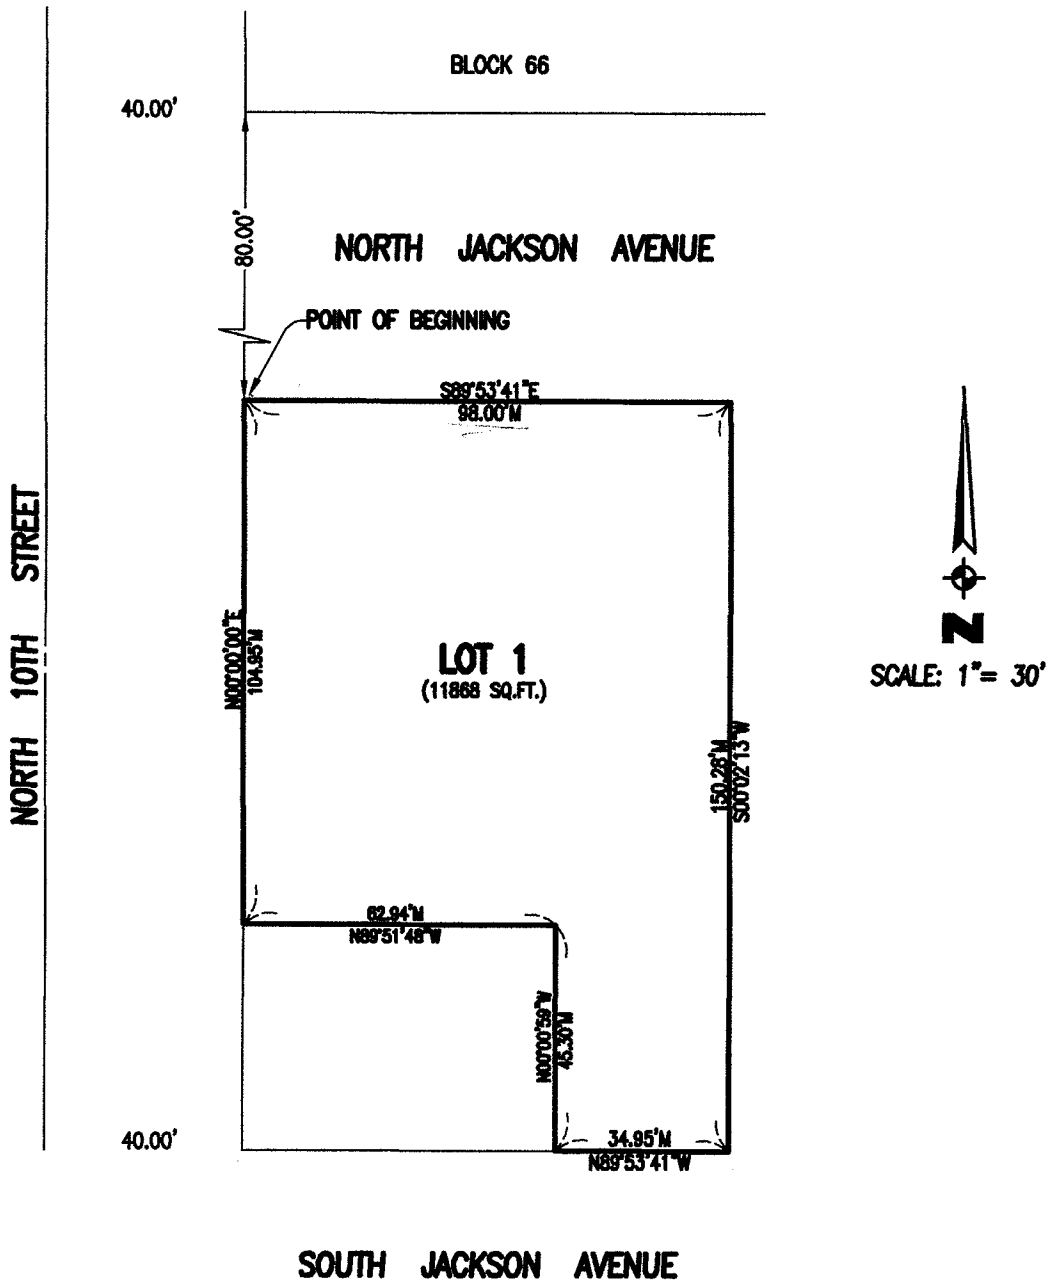 BLOCK 66
40.00'
80.00'
NORTH JACKSON AVENUE
POINT OF BEGINNING
S89°53'41"E
98.00'M
NORTH 10TH STREET
N00°00'00"E
104.95'M
LOT 1
(11868 SQ.FT.)
150.28'M
S00°02'13"W
N
SCALE: 1"= 30'
62.94'M
N89°51'48"W
N00°00'59"W
45.30'M
40.00'
34.95'M
N89°53'41"W
SOUTH JACKSON AVENUE